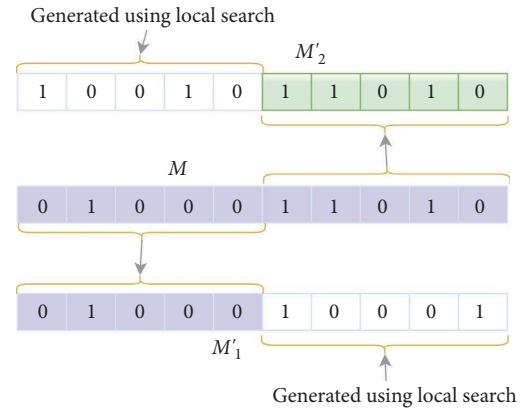 Generated using local search
M′₂
1 0 0 1 0 1 1 0 1 0
M
0 1 0 0 0 1 1 0 1 0
0 1 0 0 0 1 0 0 0 1
M′₁
Generated using local search